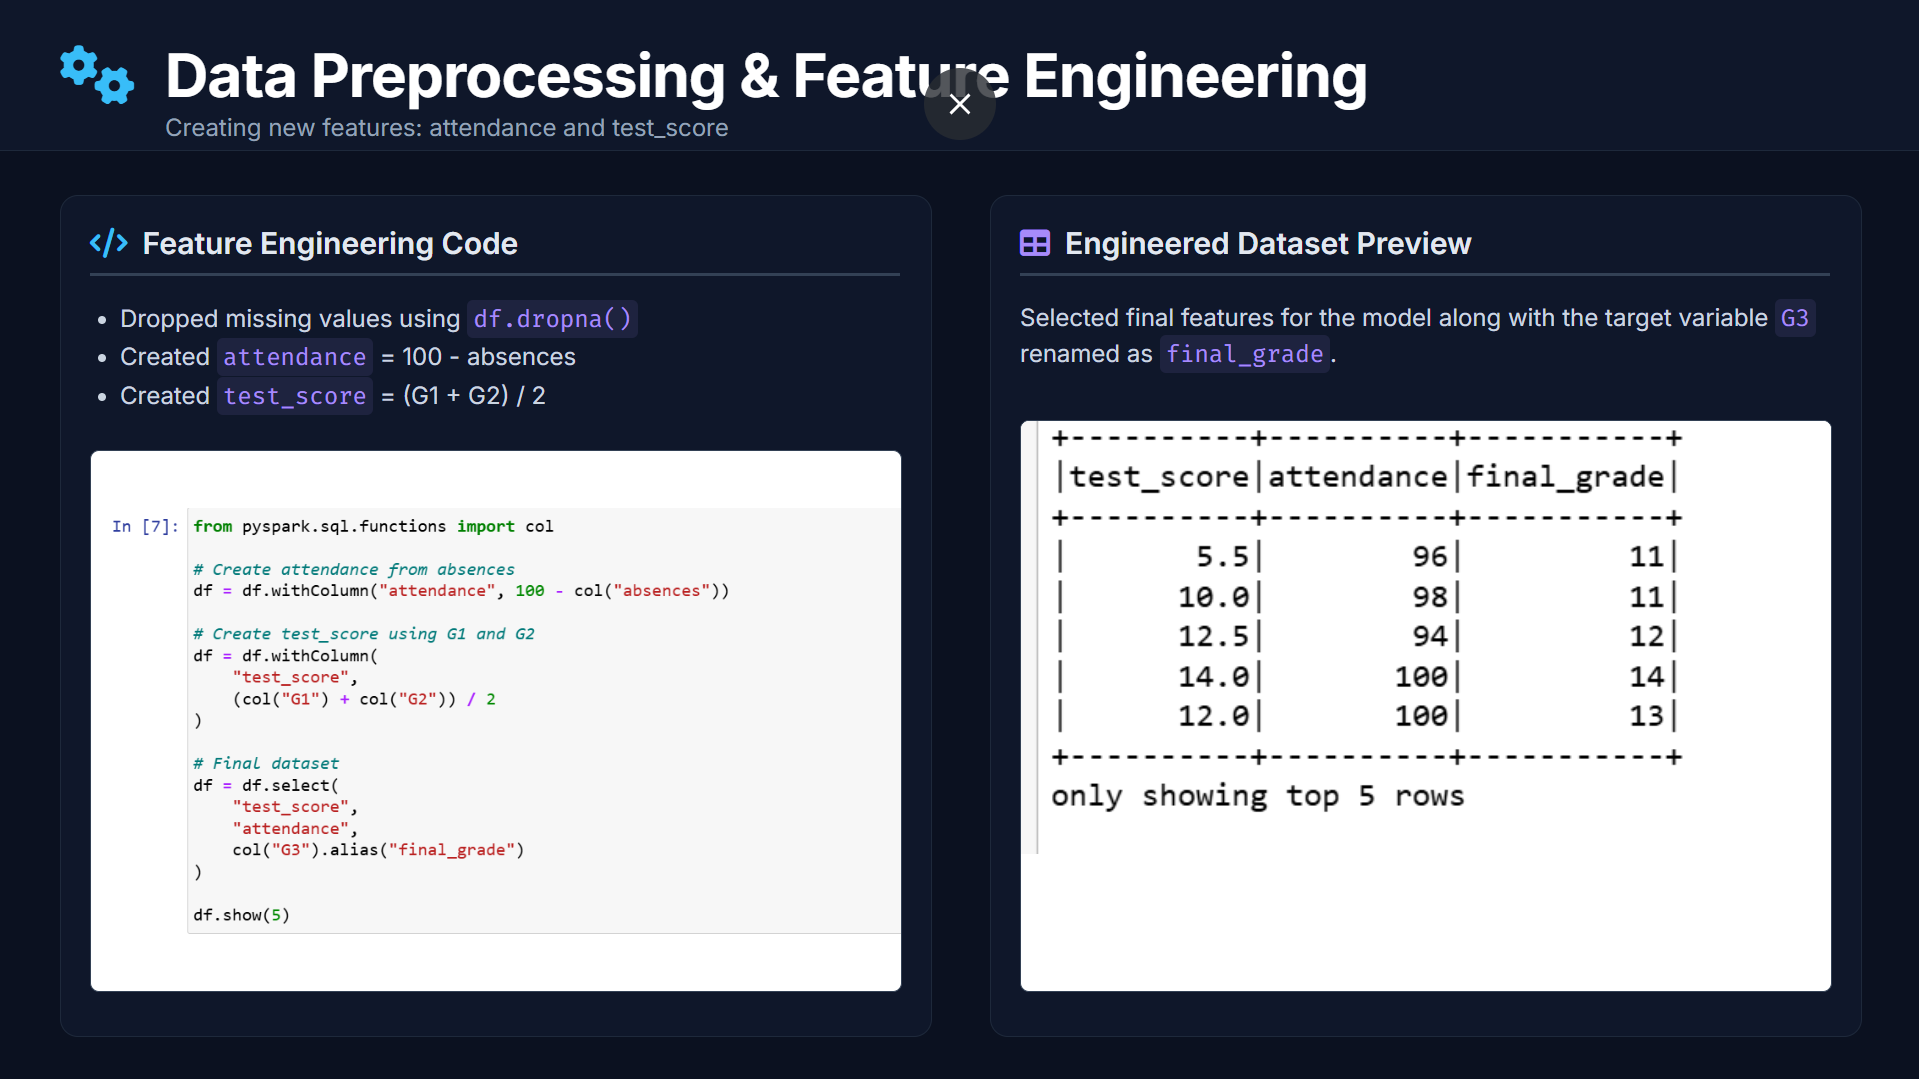 Data Preprocessing & Feature Engineering
Creating new features: attendance and test_score
Feature Engineering Code
• Dropped missing values using df.dropna()
• Created attendance = 100 - absences
• Created test_score = (G1 + G2) / 2
In [7]: from pyspark.sql.functions import col
# Create attendance from absences
df = df.withColumn("attendance", 100 - col("absences"))
# Create test_score using G1 and G2
df = df.withColumn(
    "test_score",
    (col("G1") + col("G2")) / 2
)
# Final dataset
df = df.select(
    "test_score",
    "attendance",
    col("G3").alias("final_grade")
)
df.show(5)
Engineered Dataset Preview
Selected final features for the model along with the target variable G3
renamed as final_grade.
+----------+----------+-----------+
|test_score|attendance|final_grade|
+----------+----------+-----------+
|       5.5|        96|         11|
|      10.0|        98|         11|
|      12.5|        94|         12|
|      14.0|       100|         14|
|      12.0|       100|         13|
+----------+----------+-----------+
only showing top 5 rows